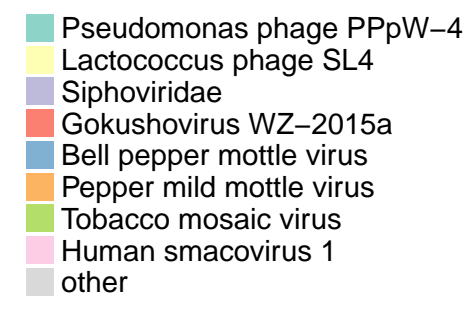 Pseudomonas phage PPpW−4
Lactococcus phage SL4
Siphoviridae
Gokushovirus WZ−2015a
Bell pepper mottle virus
Pepper mild mottle virus
Tobacco mosaic virus
Human smacovirus 1
other